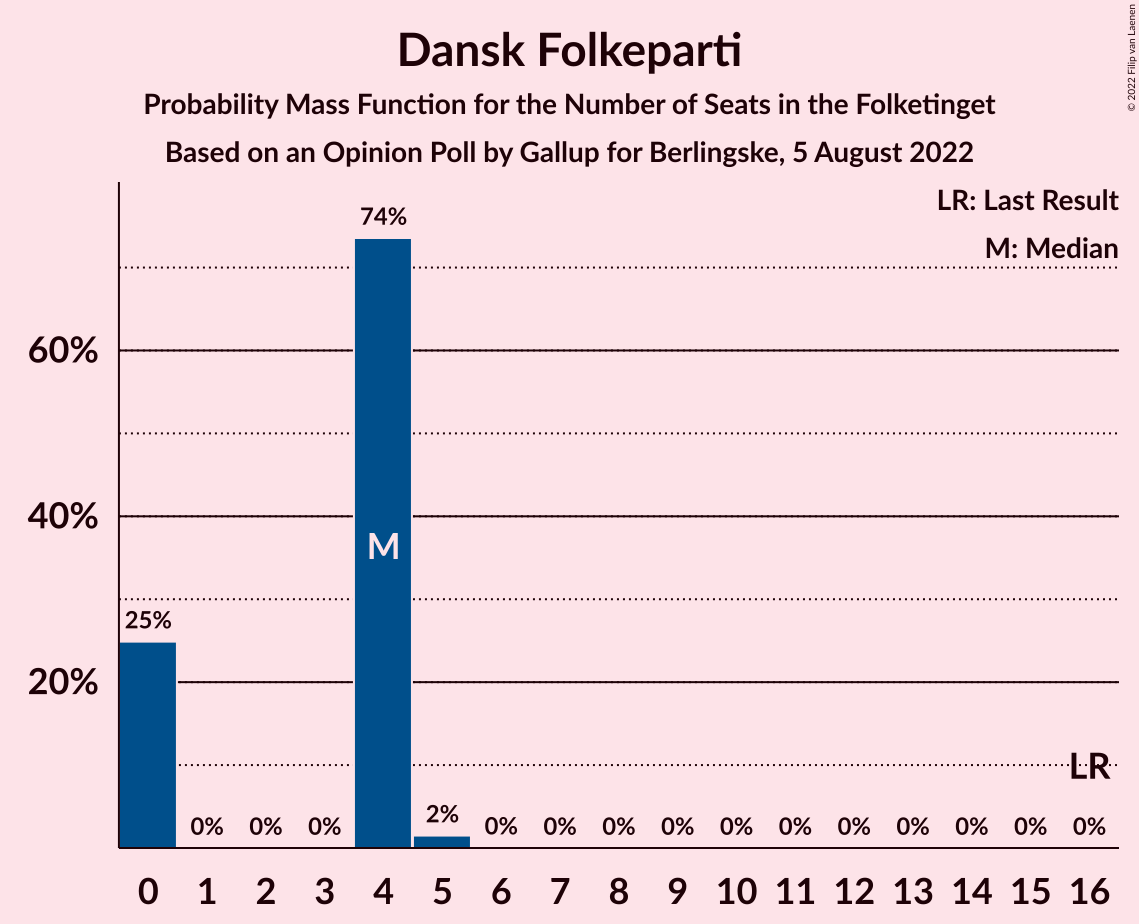 Dansk Folkeparti
Probability Mass Function for the Number of Seats in the Folketinget
Based on an Opinion Poll by Gallup for Berlingske, 5 August 2022
© 2022 Filip van Laenen
LR: Last Result
M: Median
74%
60%
40%
M
25%
20%
LR
0% 0% 0% 2% 0% 0% 0% 0% 0% 0% 0% 0% 0% 0% 0%
0 1 2 3 4 5 6 7 8 9 10 11 12 13 14 15 16